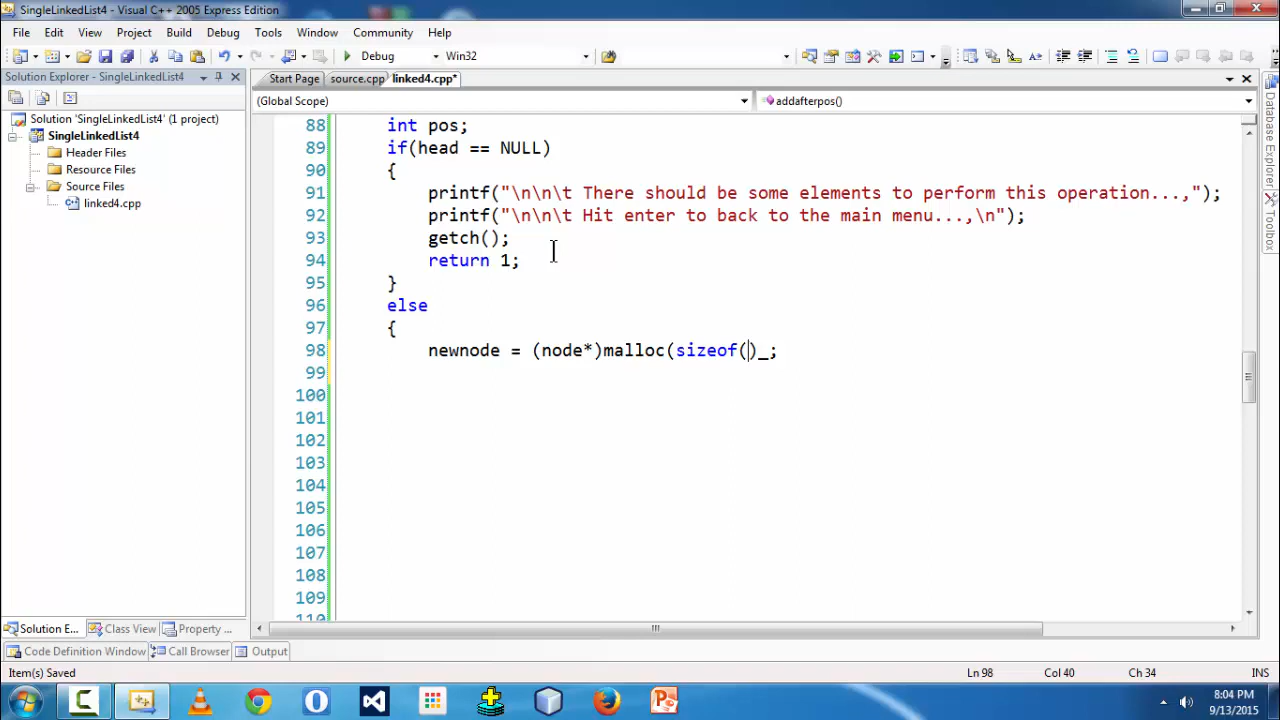 SingleLinkedList4 - Visual C++ 2005 Express Edition
File Edit View Project Build Debug Tools Window Community Help
Debug Win32
Solution Explorer - SingleLinkedList4
Start Page source.cpp linked4.cpp*
(Global Scope) addafterpos()
Solution 'SingleLinkedList4' (1 project)
SingleLinkedList4
Header Files
Resource Files
Source Files
linked4.cpp
88 int pos;
89 if(head == NULL)
90 {
91 printf("\n\n\t There should be some elements to perform this operation...,");
92 printf("\n\n\t Hit enter to back to the main menu...,\n");
93 getch();
94 return 1;
95 }
96 else
97 {
98 newnode = (node*)malloc(sizeof()_;
99
100
101
102
103
104
105
106
107
108
109
110
Database Explorer
Toolbox
Solution E... Class View Property ...
Code Definition Window Call Browser Output
Item(s) Saved Ln 98 Col 40 Ch 34 INS
8:04 PM
9/13/2015